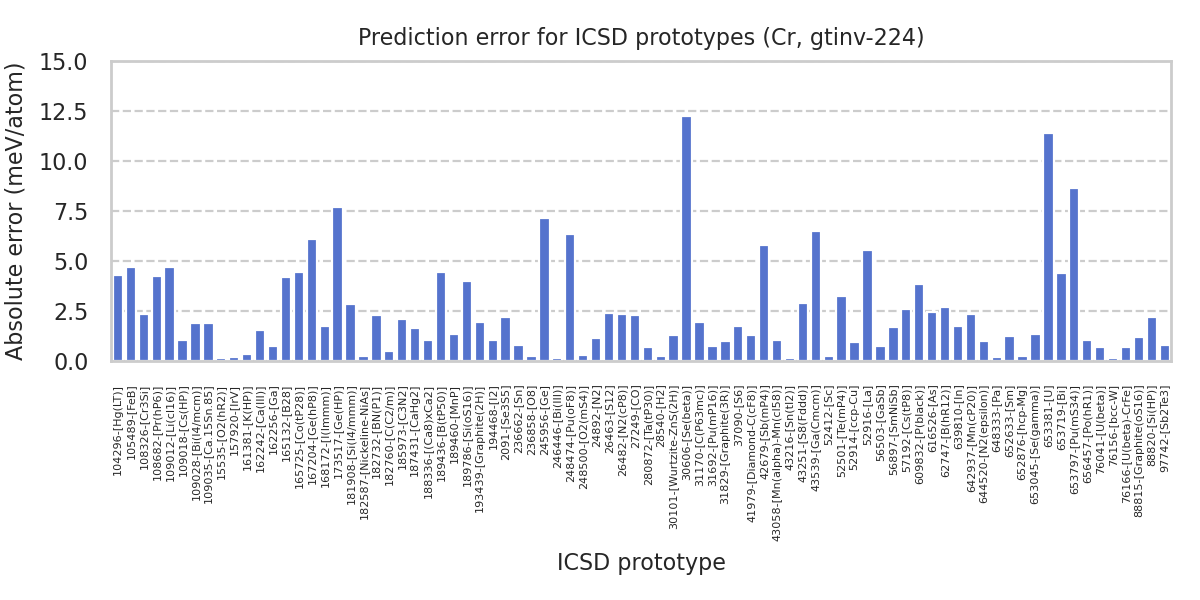 Prediction error for ICSD prototypes (Cr, gtinv-224)
Absolute error (meV/atom)
15.0
12.5
10.0
7.5
5.0
2.5
0.0
104296-[Hg(LT)]
105489-[FeB]
108326-[Cr3Si]
108682-[Pr(hP6)]
109012-[Li(cI16)]
109018-[Cs(HP)]
109028-[Bi(I4/mcm)]
109035-[Ca.15Sn.85]
15535-[O2(hR2)]
157920-[IrV]
161381-[K(HP)]
162242-[Ca(III)]
162256-[Ga]
165132-[B28]
165725-[Co(tP28)]
167204-[Ge(hP8)]
168172-[I(Immm)]
173517-[Ge(HP)]
181908-[Si(I4/mmm)]
182587-[Nickeline-NiAs]
182732-[BN(P1)]
182760-[C(C2/m)]
185973-[C3N2]
187431-[CaHg2]
188336-[(Ca8)xCa2]
189436-[B(tP50)]
189460-[MnP]
189786-[Si(oS16)]
193439-[Graphite(2H)]
194468-[I2]
2091-[Se3S5]
236662-[Sn]
236858-[O8]
245956-[Ge]
246446-[Bi(III)]
248474-[Pu(oF8)]
248500-[O2(mS4)]
24892-[N2]
26463-[S12]
26482-[N2(cP8)]
27249-[CO]
280872-[Ta(tP30)]
28540-[H2]
30101-[Wurtzite-ZnS(2H)]
30606-[Se(beta)]
31170-[C(P63mc)]
31692-[Pu(mP16)]
31829-[Graphite(3R)]
37090-[S6]
41979-[Diamond-C(cF8)]
42679-[Sb(mP4)]
43058-[Mn(alpha)-Mn(cI58)]
43216-[Sn(tI2)]
43251-[S8(Fddd)]
43539-[Ga(Cmcm)]
52412-[Sc]
52501-[Te(mP4)]
52914-[ccp-Cu]
52916-[La]
56503-[GaSb]
56897-[SmNiSb]
57192-[Cs(tP8)]
609832-[P(black)]
616526-[As]
62747-[B(hR12)]
639810-[In]
642937-[Mn(cP20)]
644520-[N2(epsilon)]
648333-[Pa]
652633-[Sm]
652876-[hcp-Mg]
653045-[Se(gamma)]
653381-[U]
653719-[Bi]
653797-[Pu(mS34)]
656457-[Po(hR1)]
76041-[U(beta)]
76156-[bcc-W]
76166-[U(beta)-CrFe]
88815-[Graphite(oS16)]
88820-[Si(HP)]
97742-[Sb2Te3]
ICSD prototype